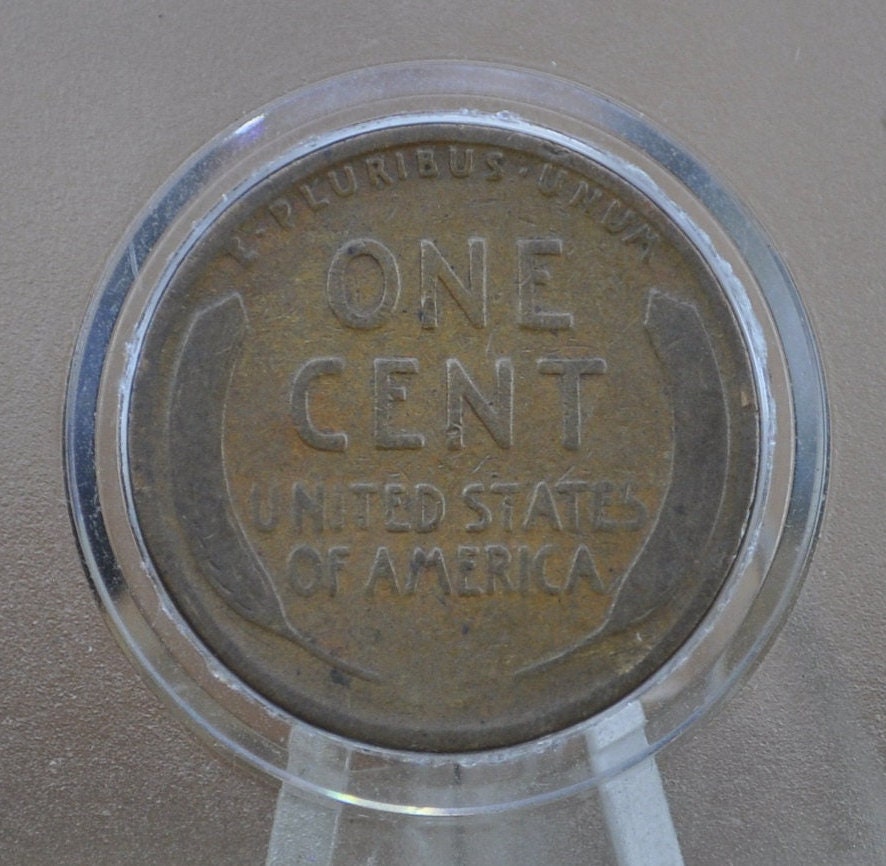 E·PLURIBUS·UNUM
ONE
CENT
UNITED STATES
OF AMERICA